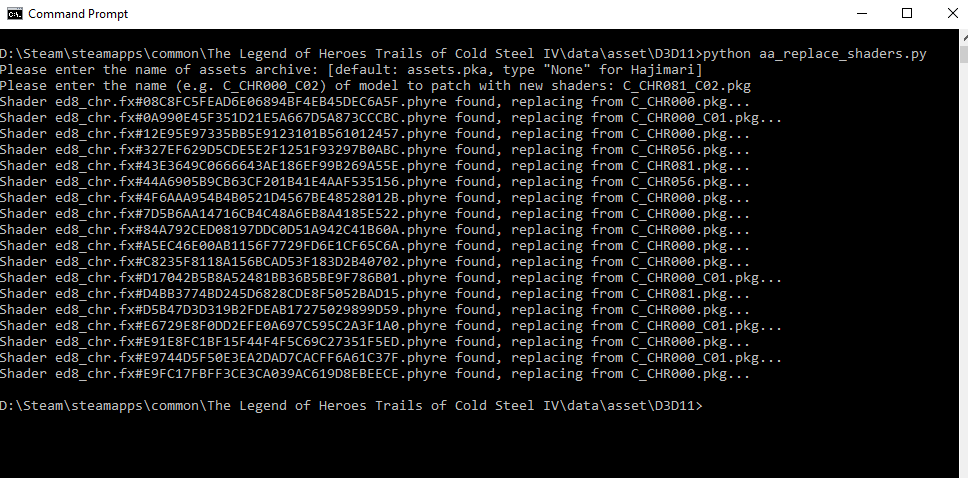 Command Prompt
D:\Steam\steamapps\common\The Legend of Heroes Trails of Cold Steel IV\data\asset\D3D11>python aa_replace_shaders.py
Please enter the name of assets archive: [default: assets.pka, type "None" for Hajimari]
Please enter the name (e.g. C_CHR000_C02) of model to patch with new shaders: C_CHR081_C02.pkg
Shader ed8_chr.fx#08C8FC5FEAD6E06894BF4EB45DEC6A5F.phyre found, replacing from C_CHR000.pkg...
Shader ed8_chr.fx#0A990E45F351D21E5A667D5A873CCCBC.phyre found, replacing from C_CHR000_C01.pkg...
Shader ed8_chr.fx#12E95E97335BB5E9123101B561012457.phyre found, replacing from C_CHR000.pkg...
Shader ed8_chr.fx#327EF629D5CDE5E2F1251F93297B0ABC.phyre found, replacing from C_CHR056.pkg...
Shader ed8_chr.fx#43E3649C0666643AE186EF99B269A55E.phyre found, replacing from C_CHR081.pkg...
Shader ed8_chr.fx#44A6905B9CB63CF201B41E4AAF535156.phyre found, replacing from C_CHR056.pkg...
Shader ed8_chr.fx#4F6AAA954B4B0521D4567BE48528012B.phyre found, replacing from C_CHR000.pkg...
Shader ed8_chr.fx#7D5B6AA14716CB4C48A6EB8A4185E522.phyre found, replacing from C_CHR000.pkg...
Shader ed8_chr.fx#84A792CED08197DDC0D51A942C41B60A.phyre found, replacing from C_CHR000.pkg...
Shader ed8_chr.fx#A5EC46E00AB1156F7729FD6E1CF65C6A.phyre found, replacing from C_CHR000.pkg...
Shader ed8_chr.fx#C8235F8118A156BCAD53F183D2B40702.phyre found, replacing from C_CHR000.pkg...
Shader ed8_chr.fx#D17042B5B8A52481BB36B5BE9F786B01.phyre found, replacing from C_CHR000_C01.pkg...
Shader ed8_chr.fx#D4BB3774BD245D6828CDE8F5052BAD15.phyre found, replacing from C_CHR081.pkg...
Shader ed8_chr.fx#D5B47D3D319B2FDEAB17275029899D59.phyre found, replacing from C_CHR000.pkg...
Shader ed8_chr.fx#E6729E8F0DD2EFE0A697C595C2A3F1A0.phyre found, replacing from C_CHR000_C01.pkg...
Shader ed8_chr.fx#E91E8FC1BF15F44F4F5C69C27351F5ED.phyre found, replacing from C_CHR000.pkg...
Shader ed8_chr.fx#E9744D5F50E3EA2DAD7CACFF6A61C37F.phyre found, replacing from C_CHR000_C01.pkg...
Shader ed8_chr.fx#E9FC17FBFF3CE3CA039AC619D8EBEECE.phyre found, replacing from C_CHR000.pkg...
D:\Steam\steamapps\common\The Legend of Heroes Trails of Cold Steel IV\data\asset\D3D11>